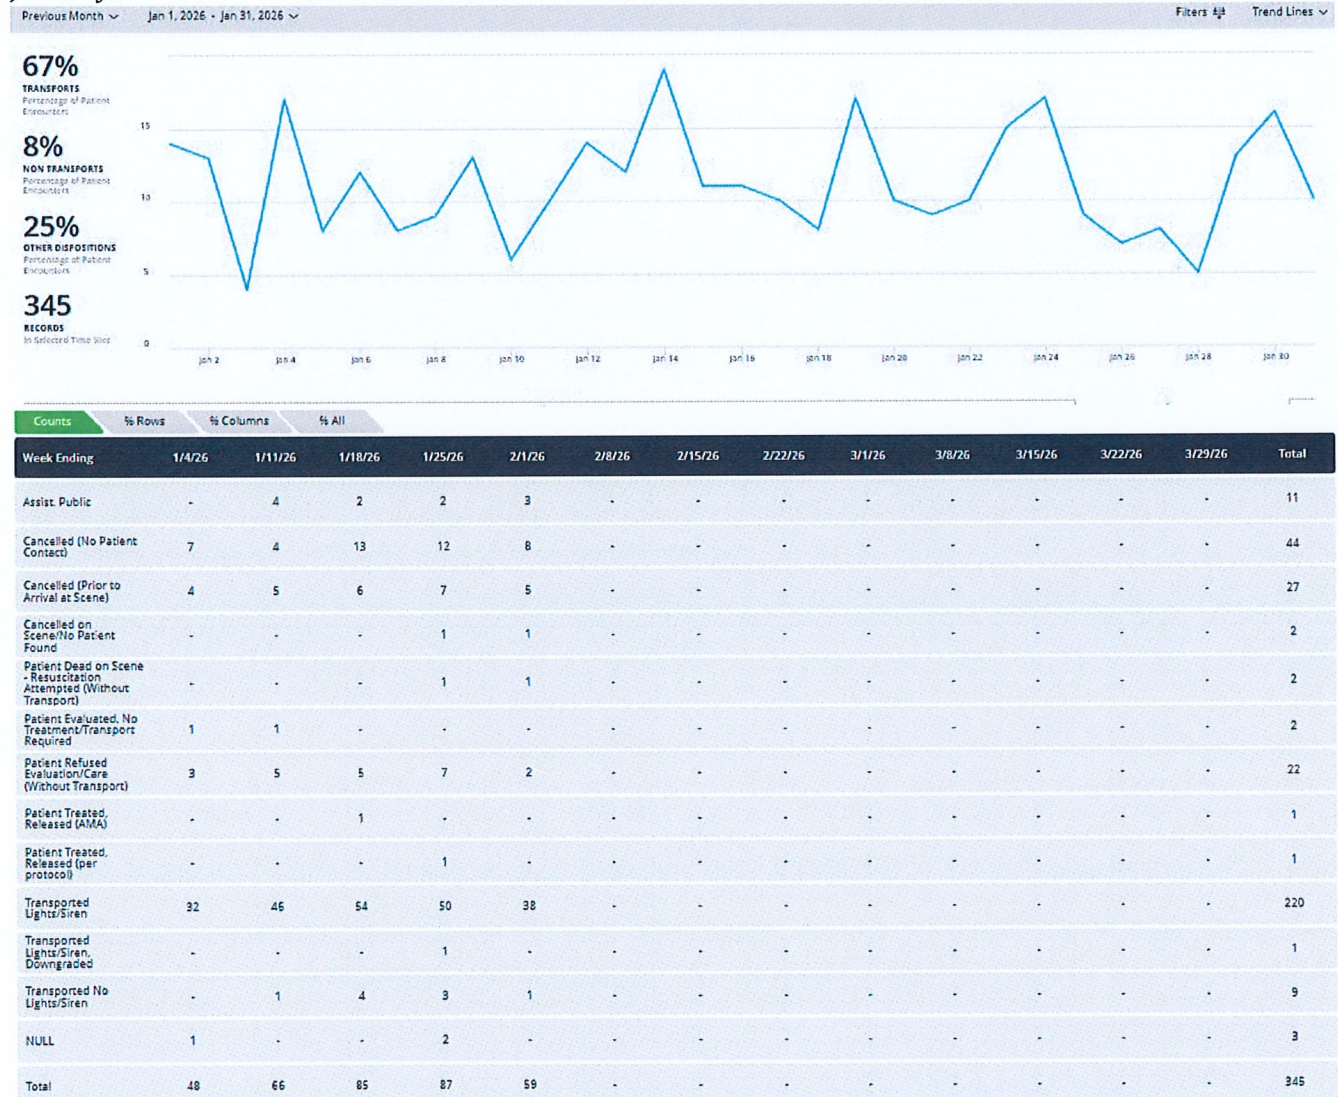 Previous Month
Jan 1, 2026 - Jan 31, 2026
Filters
Trend Lines
67%
TRANSPORTS
Percentage of Patient
Encounters
8%
NON TRANSPORTS
Percentage of Patient
Encounters
25%
OTHER DISPOSITIONS
Percentage of Patient
Encounters
345
RECORDS
In Selected Time Slice
15
10
5
0
Jan 2 Jan 4 Jan 6 Jan 8 Jan 10 Jan 12 Jan 14 Jan 16 Jan 18 Jan 20 Jan 22 Jan 24 Jan 26 Jan 28 Jan 30
Counts % Rows % Columns % All
Week Ending 1/4/26 1/11/26 1/18/26 1/25/26 2/1/26 2/8/26 2/15/26 2/22/26 3/1/26 3/8/26 3/15/26 3/22/26 3/29/26 Total
Assist, Public - 4 2 2 3 - - - - - - - - 11
Cancelled (No Patient
Contact) 7 4 13 12 8 - - - - - - - - 44
Cancelled (Prior to
Arrival at Scene) 4 5 6 7 5 - - - - - - - - 27
Cancelled on
Scene/No Patient
Found - - - 1 1 - - - - - - - - 2
Patient Dead on Scene
- Resuscitation
Attempted (Without
Transport) - - - 1 1 - - - - - - - - 2
Patient Evaluated, No
Treatment/Transport
Required 1 1 - - - - - - - - - - - 2
Patient Refused
Evaluation/Care
(Without Transport) 3 5 5 7 2 - - - - - - - - 22
Patient Treated,
Released (AMA) - - 1 - - - - - - - - - - 1
Patient Treated,
Released (per
protocol) - - - 1 - - - - - - - - - 1
Transported
Lights/Siren 32 46 54 50 38 - - - - - - - - 220
Transported
Lights/Siren,
Downgraded - - - 1 - - - - - - - - - 1
Transported No
Lights/Siren - 1 4 3 1 - - - - - - - - 9
NULL 1 - - 2 - - - - - - - - - 3
Total 48 66 85 87 59 - - - - - - - - 345